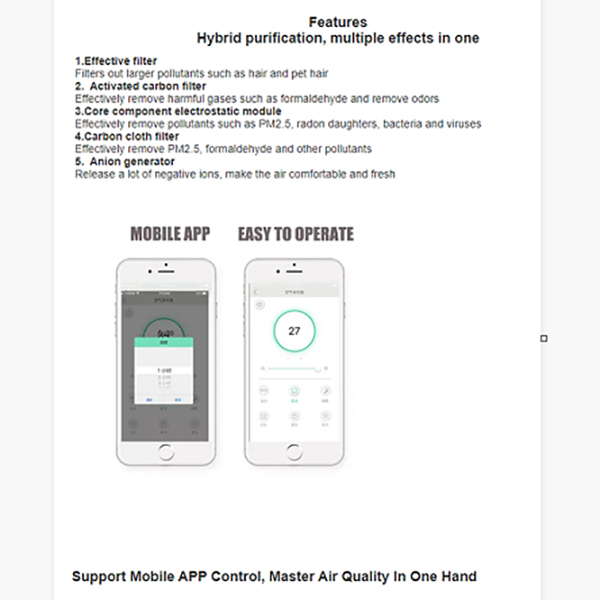 Features
Hybrid purification, multiple effects in one
1.Effective filter
Filters out larger pollutants such as hair and pet hair
2. Activated carbon filter
Effectively remove harmful gases such as formaldehyde and remove odors
3.Core component electrostatic module
Effectively remove pollutants such as PM2.5, radon daughters, bacteria and viruses
4.Carbon cloth filter
Effectively remove PM2.5, formaldehyde and other pollutants
5. Anion generator
Release a lot of negative ions, make the air comfortable and fresh
MOBILE APP EASY TO OPERATE
27
Support Mobile APP Control, Master Air Quality In One Hand